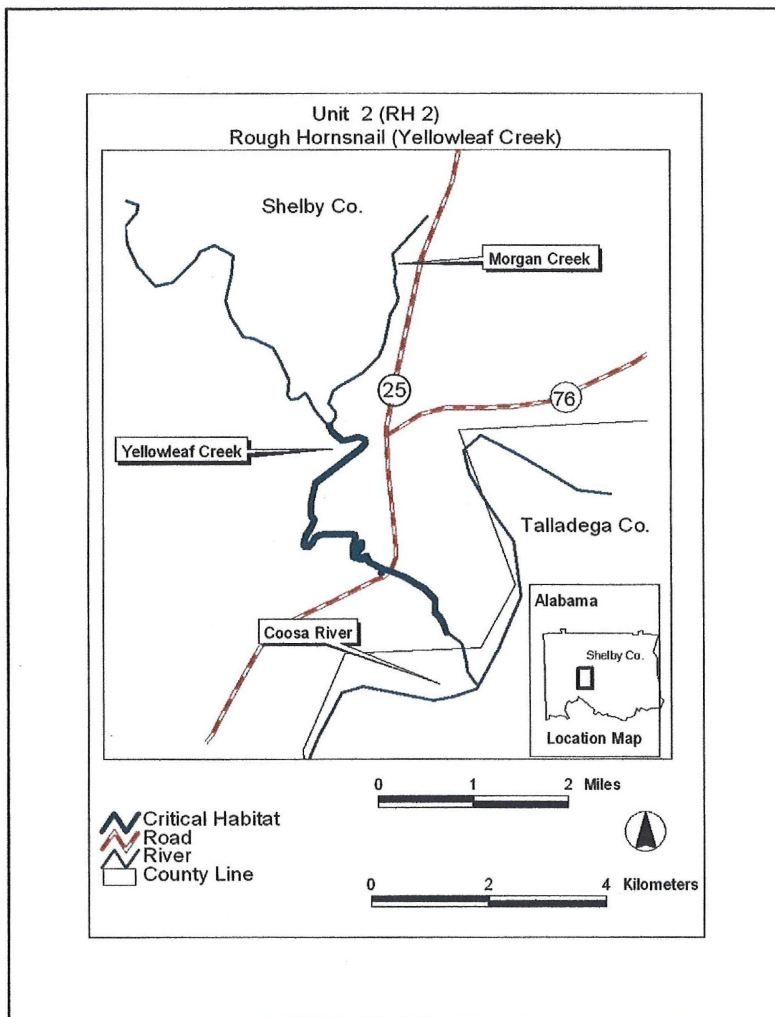 Unit 2 (RH 2)
Rough Hornsnail (Yellowleaf Creek)
Shelby Co.
Morgan Creek
25
76
Yellowleaf Creek
Talladega Co.
Coosa River
Alabama
Shelby Co.
Location Map
0 1 2 Miles
Critical Habitat
Road
River
County Line
0 2 4 Kilometers